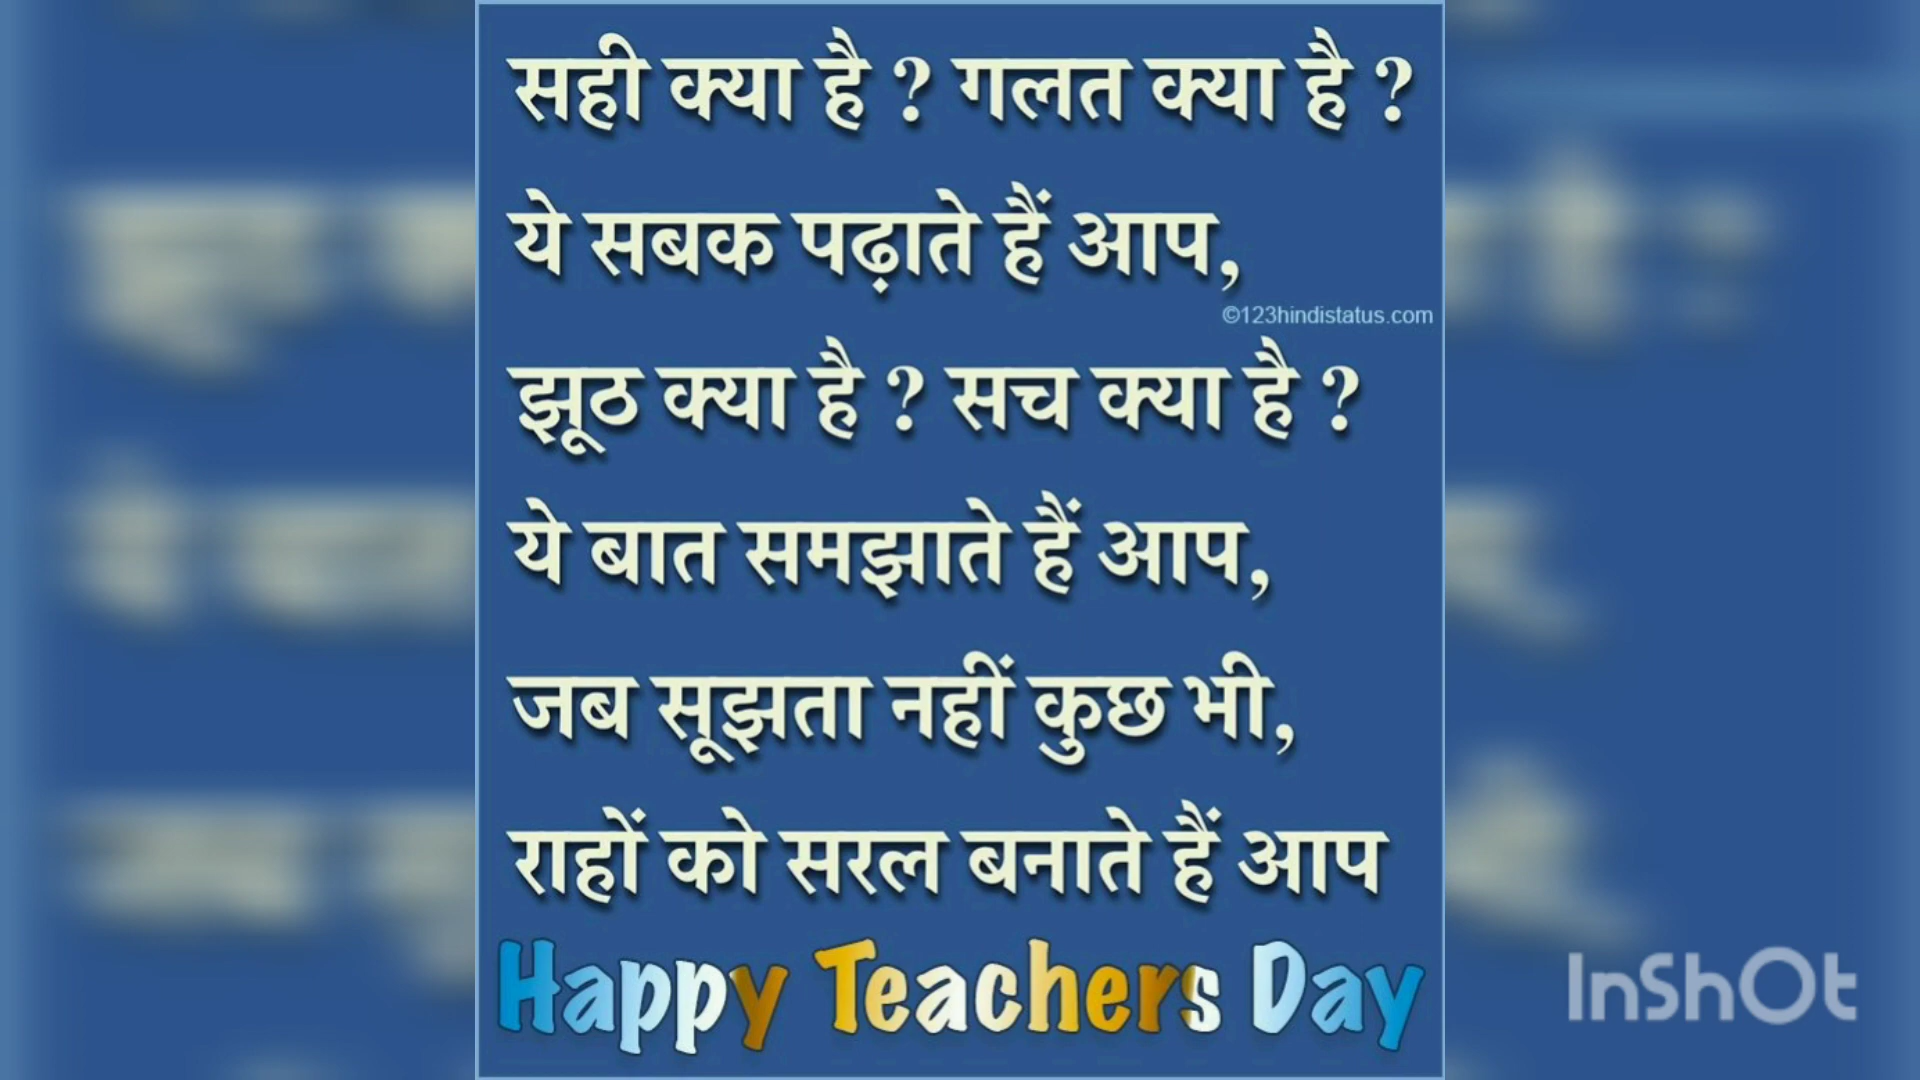 सही क्या है ? गलत क्या है ?
ये सबक पढ़ाते हैं आप,
©123hindistatus.com
झूठ क्या है ? सच क्या है ?
ये बात समझाते हैं आप,
जब सूझता नहीं कुछ भी,
राहों को सरल बनाते हैं आप
Happy Teachers Day
InShOt